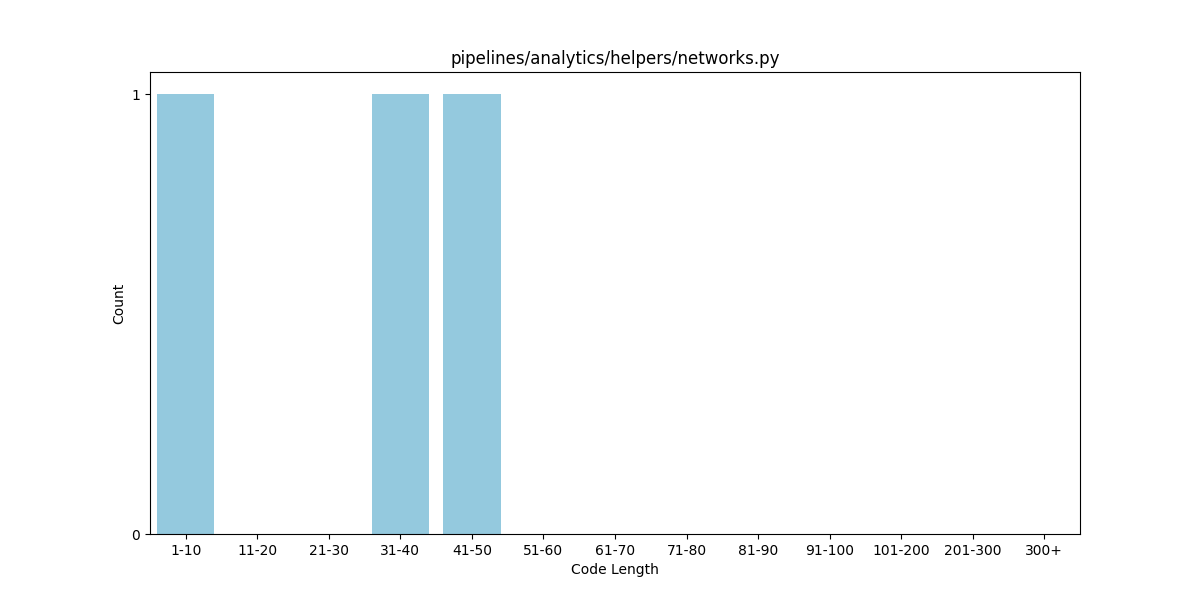 pipelines/analytics/helpers/networks.py
1
0
Count
1-10 11-20 21-30 31-40 41-50 51-60 61-70 71-80 81-90 91-100 101-200 201-300 300+
Code Length